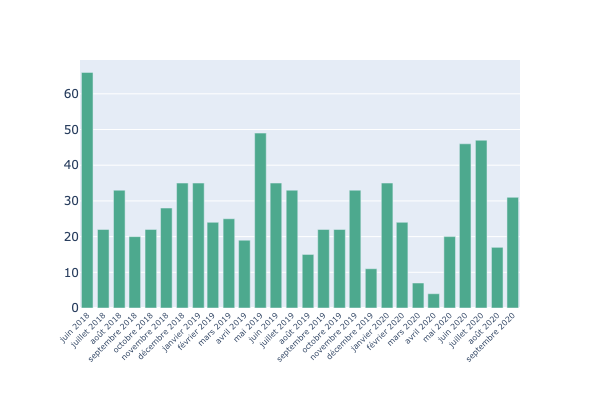 60
50
40
30
20
10
0
juin 2018
juillet 2018
août 2018
septembre 2018
octobre 2018
novembre 2018
décembre 2018
janvier 2019
février 2019
mars 2019
avril 2019
mai 2019
juin 2019
juillet 2019
août 2019
septembre 2019
octobre 2019
novembre 2019
décembre 2019
janvier 2020
février 2020
mars 2020
avril 2020
mai 2020
juin 2020
juillet 2020
août 2020
septembre 2020